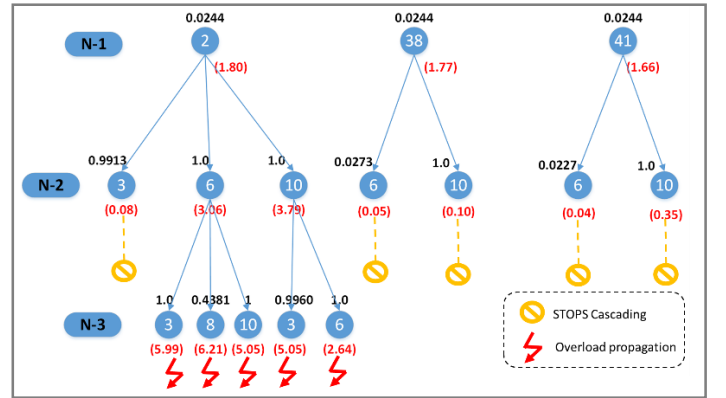 0.0244 0.0244 0.0244
N-1 2 38 41
(1.80) (1.77) (1.66)
0.9913 1.0 1.0 0.0273 1.0 0.0227 1.0
N-2 3 6 10 6 10 6 10
(0.08) (3.06) (3.79) (0.05) (0.10) (0.04) (0.35)
1.0 0.4381 1 0.9960 1.0
N-3 3 8 10 3 6
(5.99) (6.21) (5.05) (5.05) (2.64)
STOPS Cascading
Overload propagation